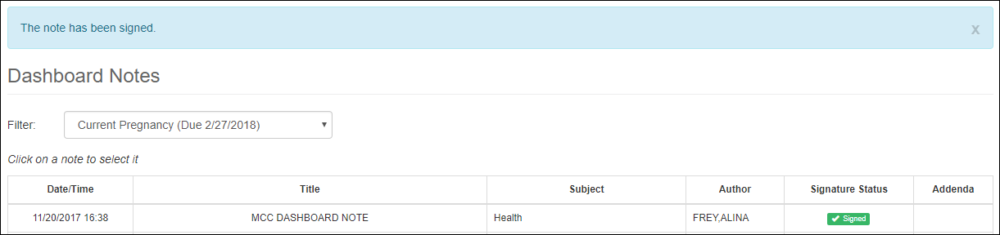 The note has been signed. x
Dashboard Notes
Filter: Current Pregnancy (Due 2/27/2018)
Click on a note to select it
Date/Time Title Subject Author Signature Status Addenda
11/20/2017 16:38 MCC DASHBOARD NOTE Health FREY,ALINA Signed